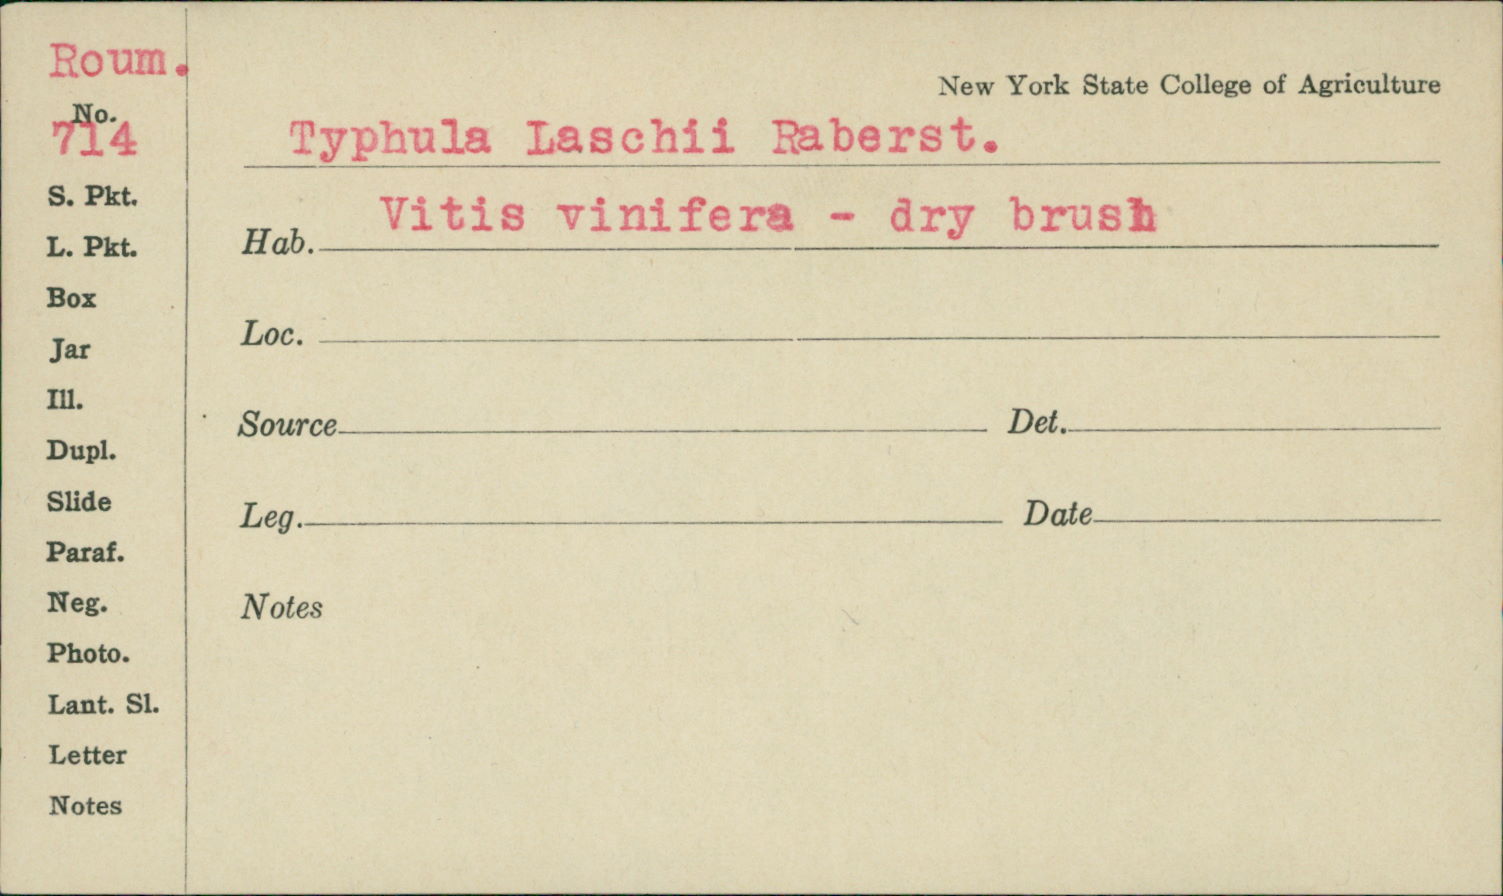 Roum.
New York State College of Agriculture
No.
714
Typhula Laschii Raberst.
S. Pkt.
Hab. Vitis vinifera - dry brush
L. Pkt.
Box
Loc.
Jar
Ill.
Source Det.
Dupl.
Slide
Leg. Date
Paraf.
Neg.
Notes
Photo.
Lant. Sl.
Letter
Notes